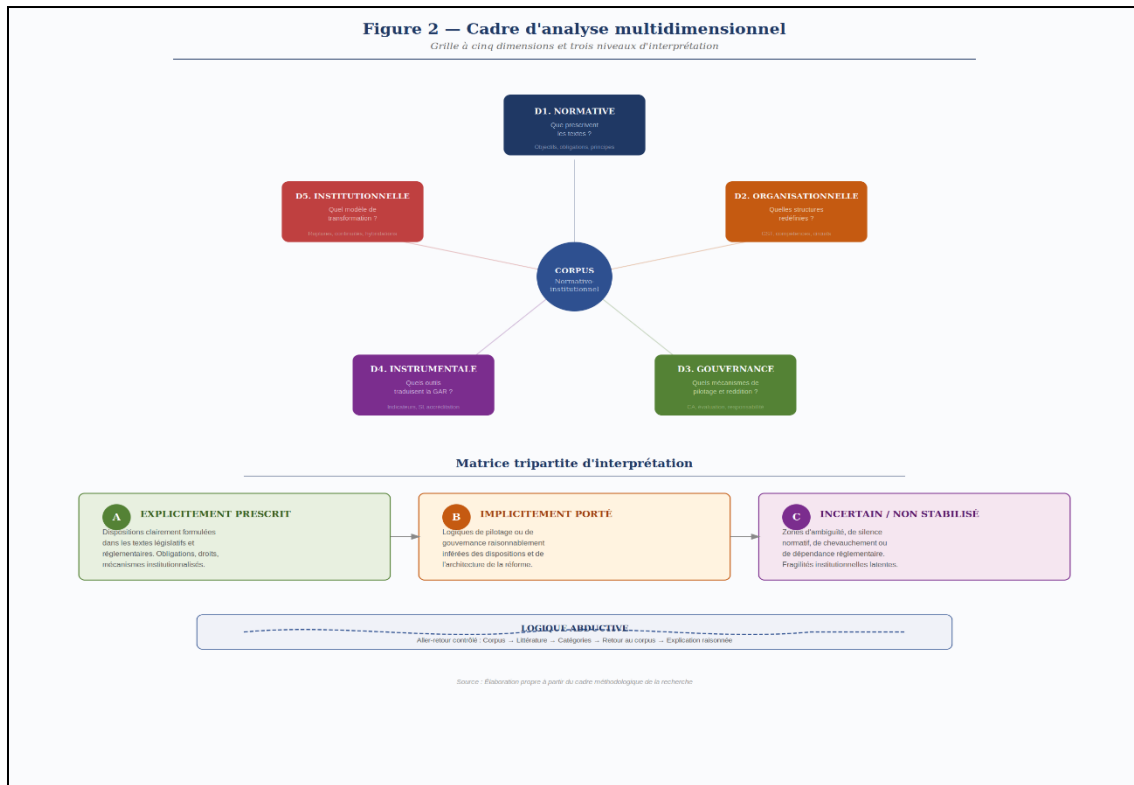 Figure 2 — Cadre d'analyse multidimensionnel
Grille à cinq dimensions et trois niveaux d'interprétation
D1. NORMATIVE
Que prescrivent
les textes ?
Objectifs, obligations, principes
D5. INSTITUTIONNELLE
Quel modèle de
transformation ?
D2. ORGANISATIONNELLE
Quelles structures
redéfinies ?
CORPUS
Normativo-
institutionnel
D4. INSTRUMENTALE
Quels outils
traduisent la GAR ?
Indicateurs, SI,
D3. GOUVERNANCE
Quels mécanismes de
pilotage et reddition ?
Matrice tripartite d'interprétation
A EXPLICITEMENT PRESCRIT
Dispositions clairement formulées
dans les textes législatifs et
réglementaires. Obligations, droits,
mécanismes institutionnalisés.
B IMPLICITEMENT PORTÉ
Logiques de pilotage ou de
gouvernance raisonnablement
inférées des dispositions et de
l'architecture de la réforme.
C INCERTAIN / NON STABILISÉ
Zones d'ambiguïté, de silence
normatif, de chevauchement ou
de dépendance réglementaire.
Fragilités institutionnelles latentes.
LOGIQUE ABDUCTIVE
Aller-retour contrôlé : Corpus → Littérature → Catégories → Retour au corpus → Explication raisonnée
Source : Élaboration propre à partir du cadre méthodologique de la recherche